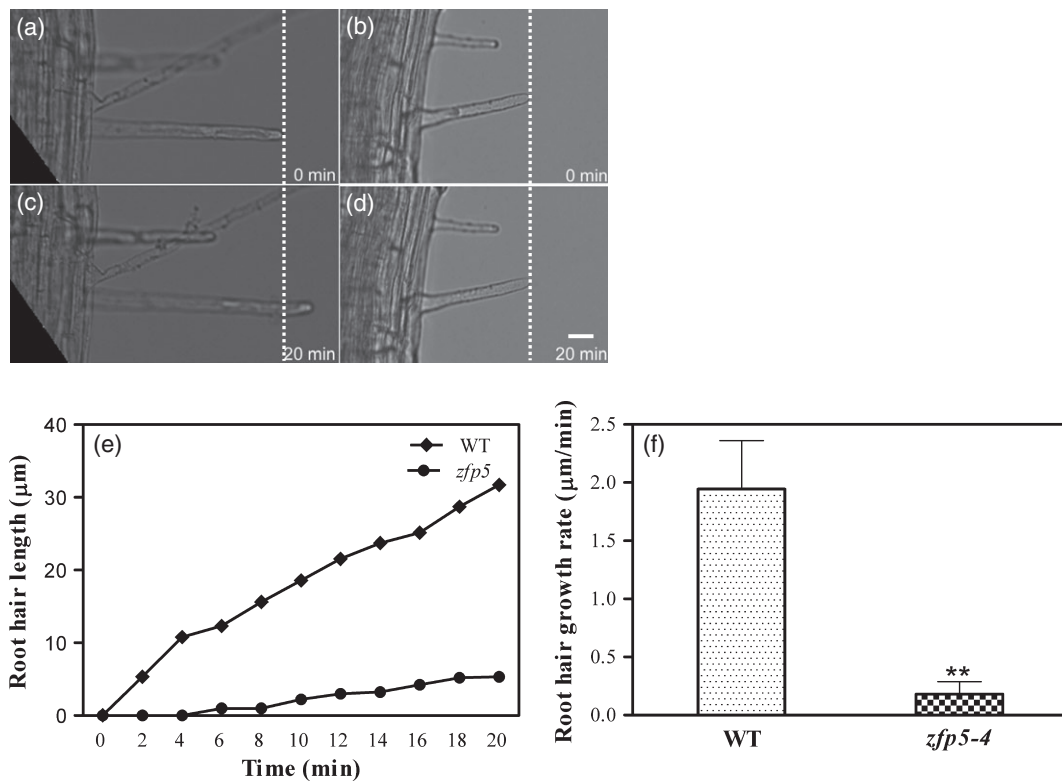 (a)
(b)
0 min
0 min
(c)
(d)
20 min
20 min
(e)
WT
zfp5
40
30
20
10
0
Root hair length (μm)
0 2 4 6 8 10 12 14 16 18 20
Time (min)
(f)
2.5
2.0
1.5
1.0
0.5
0.0
Root hair growth rate (μm/min)
**
WT zfp5-4